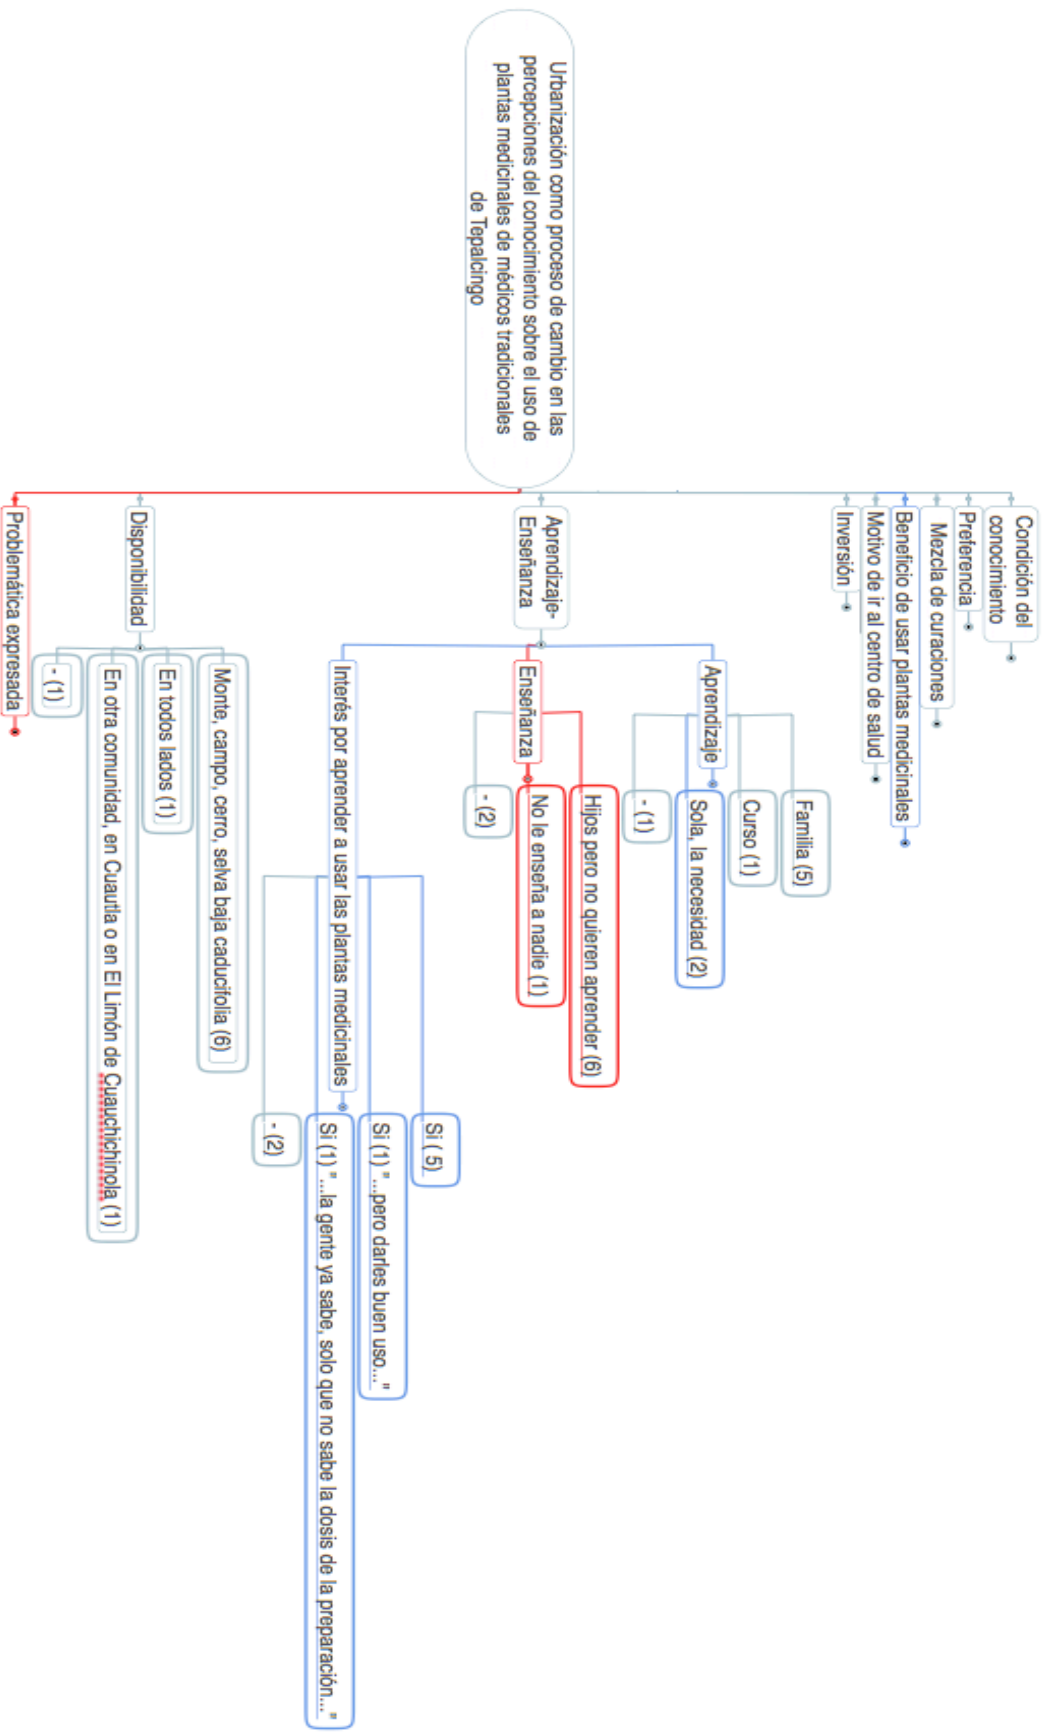 Urbanización como proceso de cambio en las
percepciones del conocimiento sobre el uso de
plantas medicinales de médicos tradicionales
de Tepalcingo
Condición del
conocimiento
Preferencia
Mezcla de curaciones
Beneficio de usar plantas medicinales
Motivo de ir al centro de salud
Inversión
Aprendizaje-
Enseñanza
Aprendizaje
Familia (5)
Curso (1)
Sola, la necesidad (2)
- (1)
Enseñanza
Hijos pero no quieren aprender (6)
No le enseña a nadie (1)
- (2)
Interés por aprender a usar las plantas medicinales
Si ( 5)
Si (1) "...pero darles buen uso..."
Si (1) "...la gente ya sabe, solo que no sabe la dosis de la preparación..."
- (2)
Disponibilidad
Monte, campo, cerro, selva baja caducifolia (6)
En todos lados (1)
En otra comunidad, en Cuautla o en El Limón de Cuauchichinola (1)
- (1)
Problemática expresada